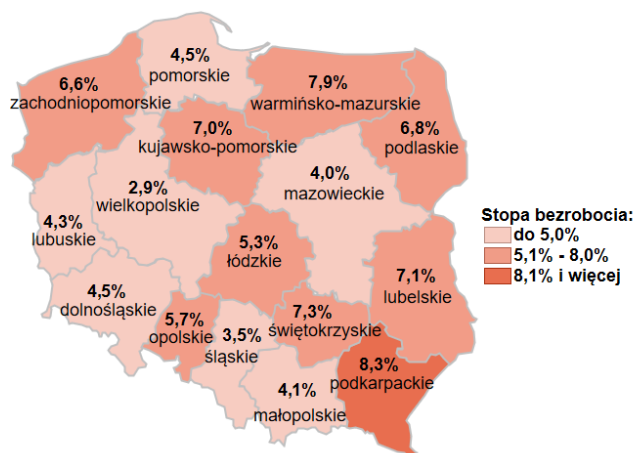 4,5%
pomorskie
6,6%
zachodniopomorskie
7,9%
warmińsko-mazurskie
7,0%
kujawsko-pomorskie
6,8%
podlaskie
4,0%
mazowieckie
2,9%
wielkopolskie
4,3%
lubuskie
5,3%
łódzkie
7,1%
lubelskie
4,5%
dolnośląskie
5,7%
opolskie
3,5%
śląskie
7,3%
świętokrzyskie
8,3%
podkarpackie
4,1%
małopolskie
Stopa bezrobocia:
do 5,0%
5,1% - 8,0%
8,1% i więcej